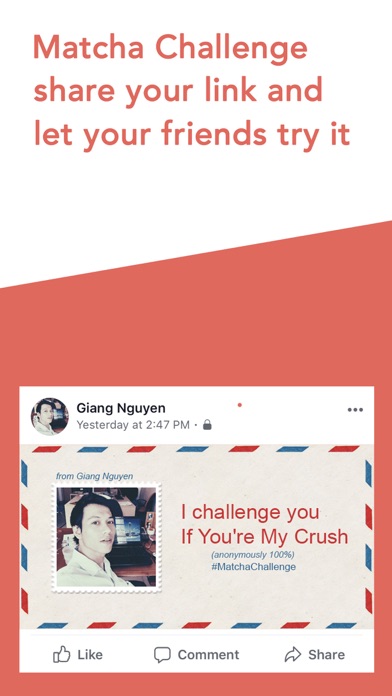 Matcha Challenge
share your link and
let your friends try it
Giang Nguyen
Yesterday at 2:47 PM ·
from Giang Nguyen
I challenge you
If You're My Crush
(anonymously 100%)
#MatchaChallenge
Like Comment Share